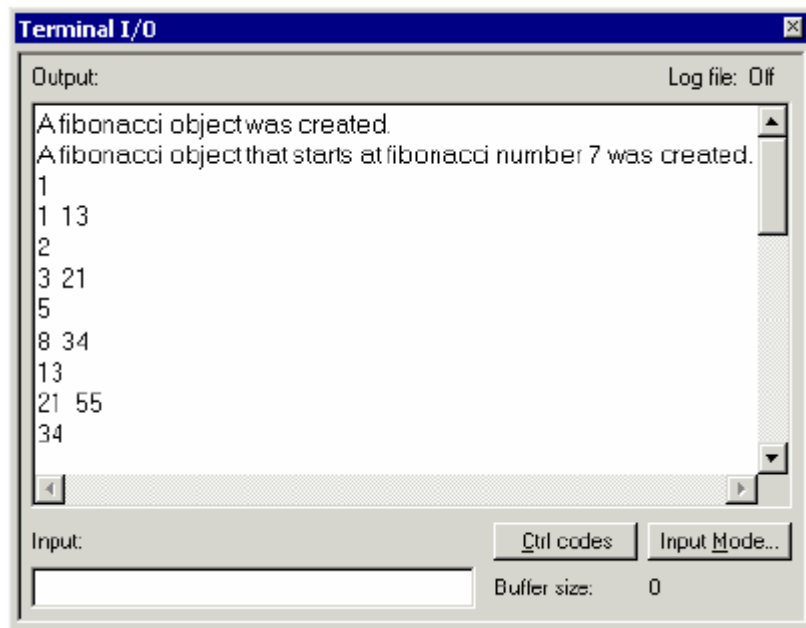 Terminal I/O
Output: Log file: Off
A fibonacci object was created.
A fibonacci object that starts at fibonacci number 7 was created.
1
1 13
2
3 21
5
8 34
13
21 55
34
Input: Ctrl codes Input Mode...
Buffer size: 0